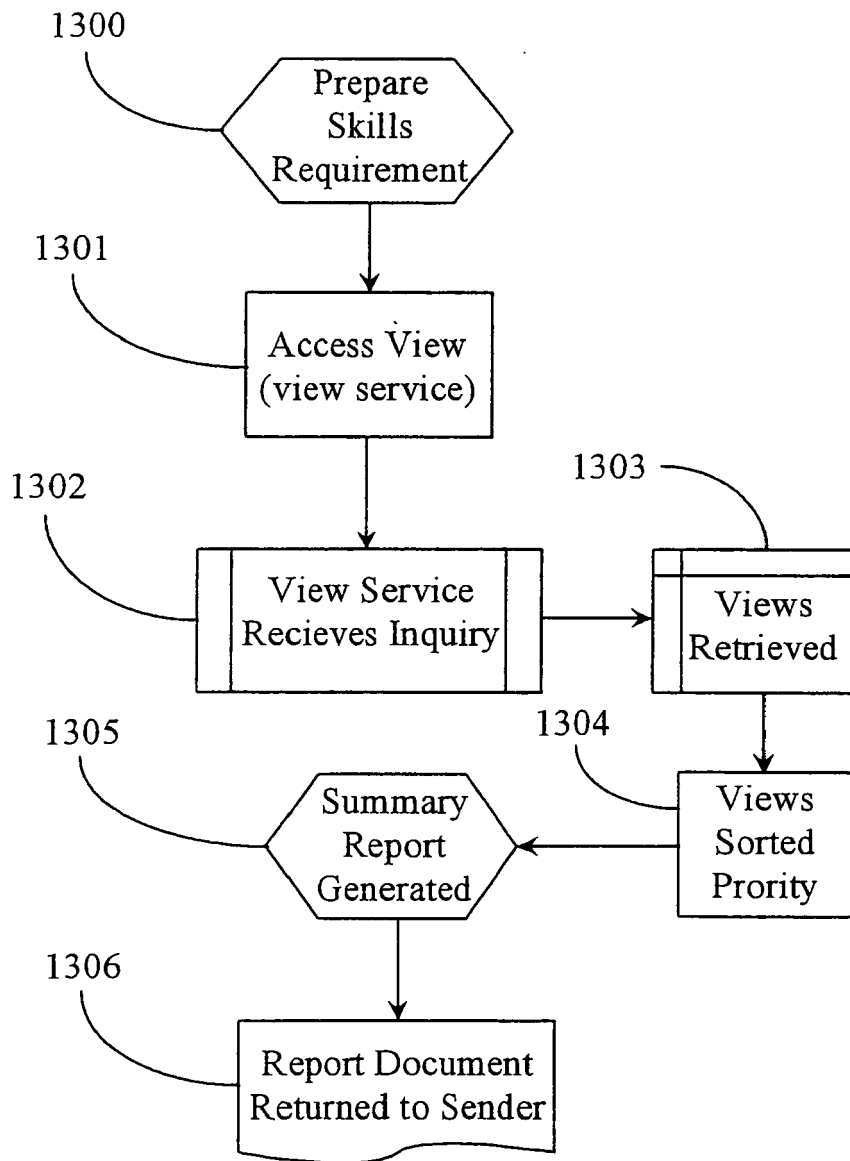 1300
Prepare
Skills
Requirement
1301
Access View
(view service)
1302
View Service
Recieves Inquiry
1303
Views
Retrieved
1304
Views
Sorted
Prority
1305
Summary
Report
Generated
1306
Report Document
Returned to Sender